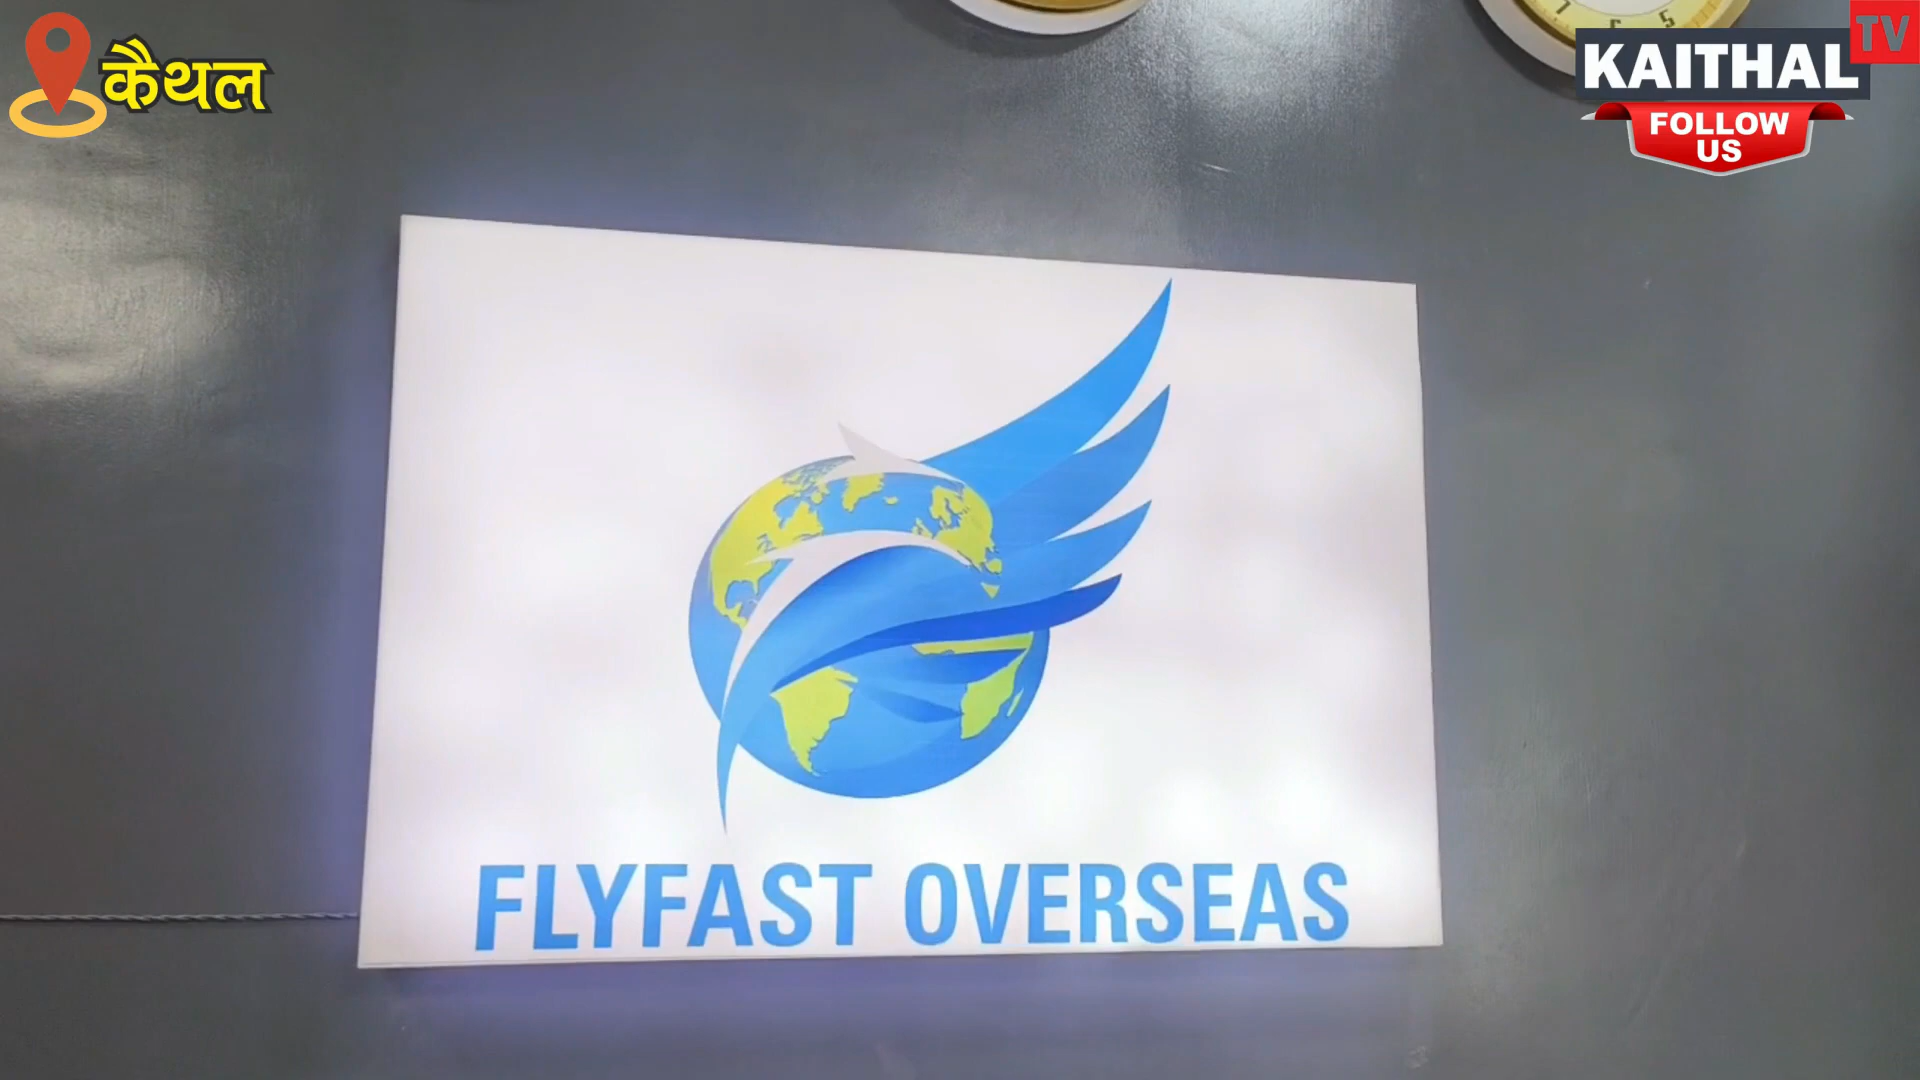 कैथल
KAITHAL TV
FOLLOW
US
FLYFAST OVERSEAS